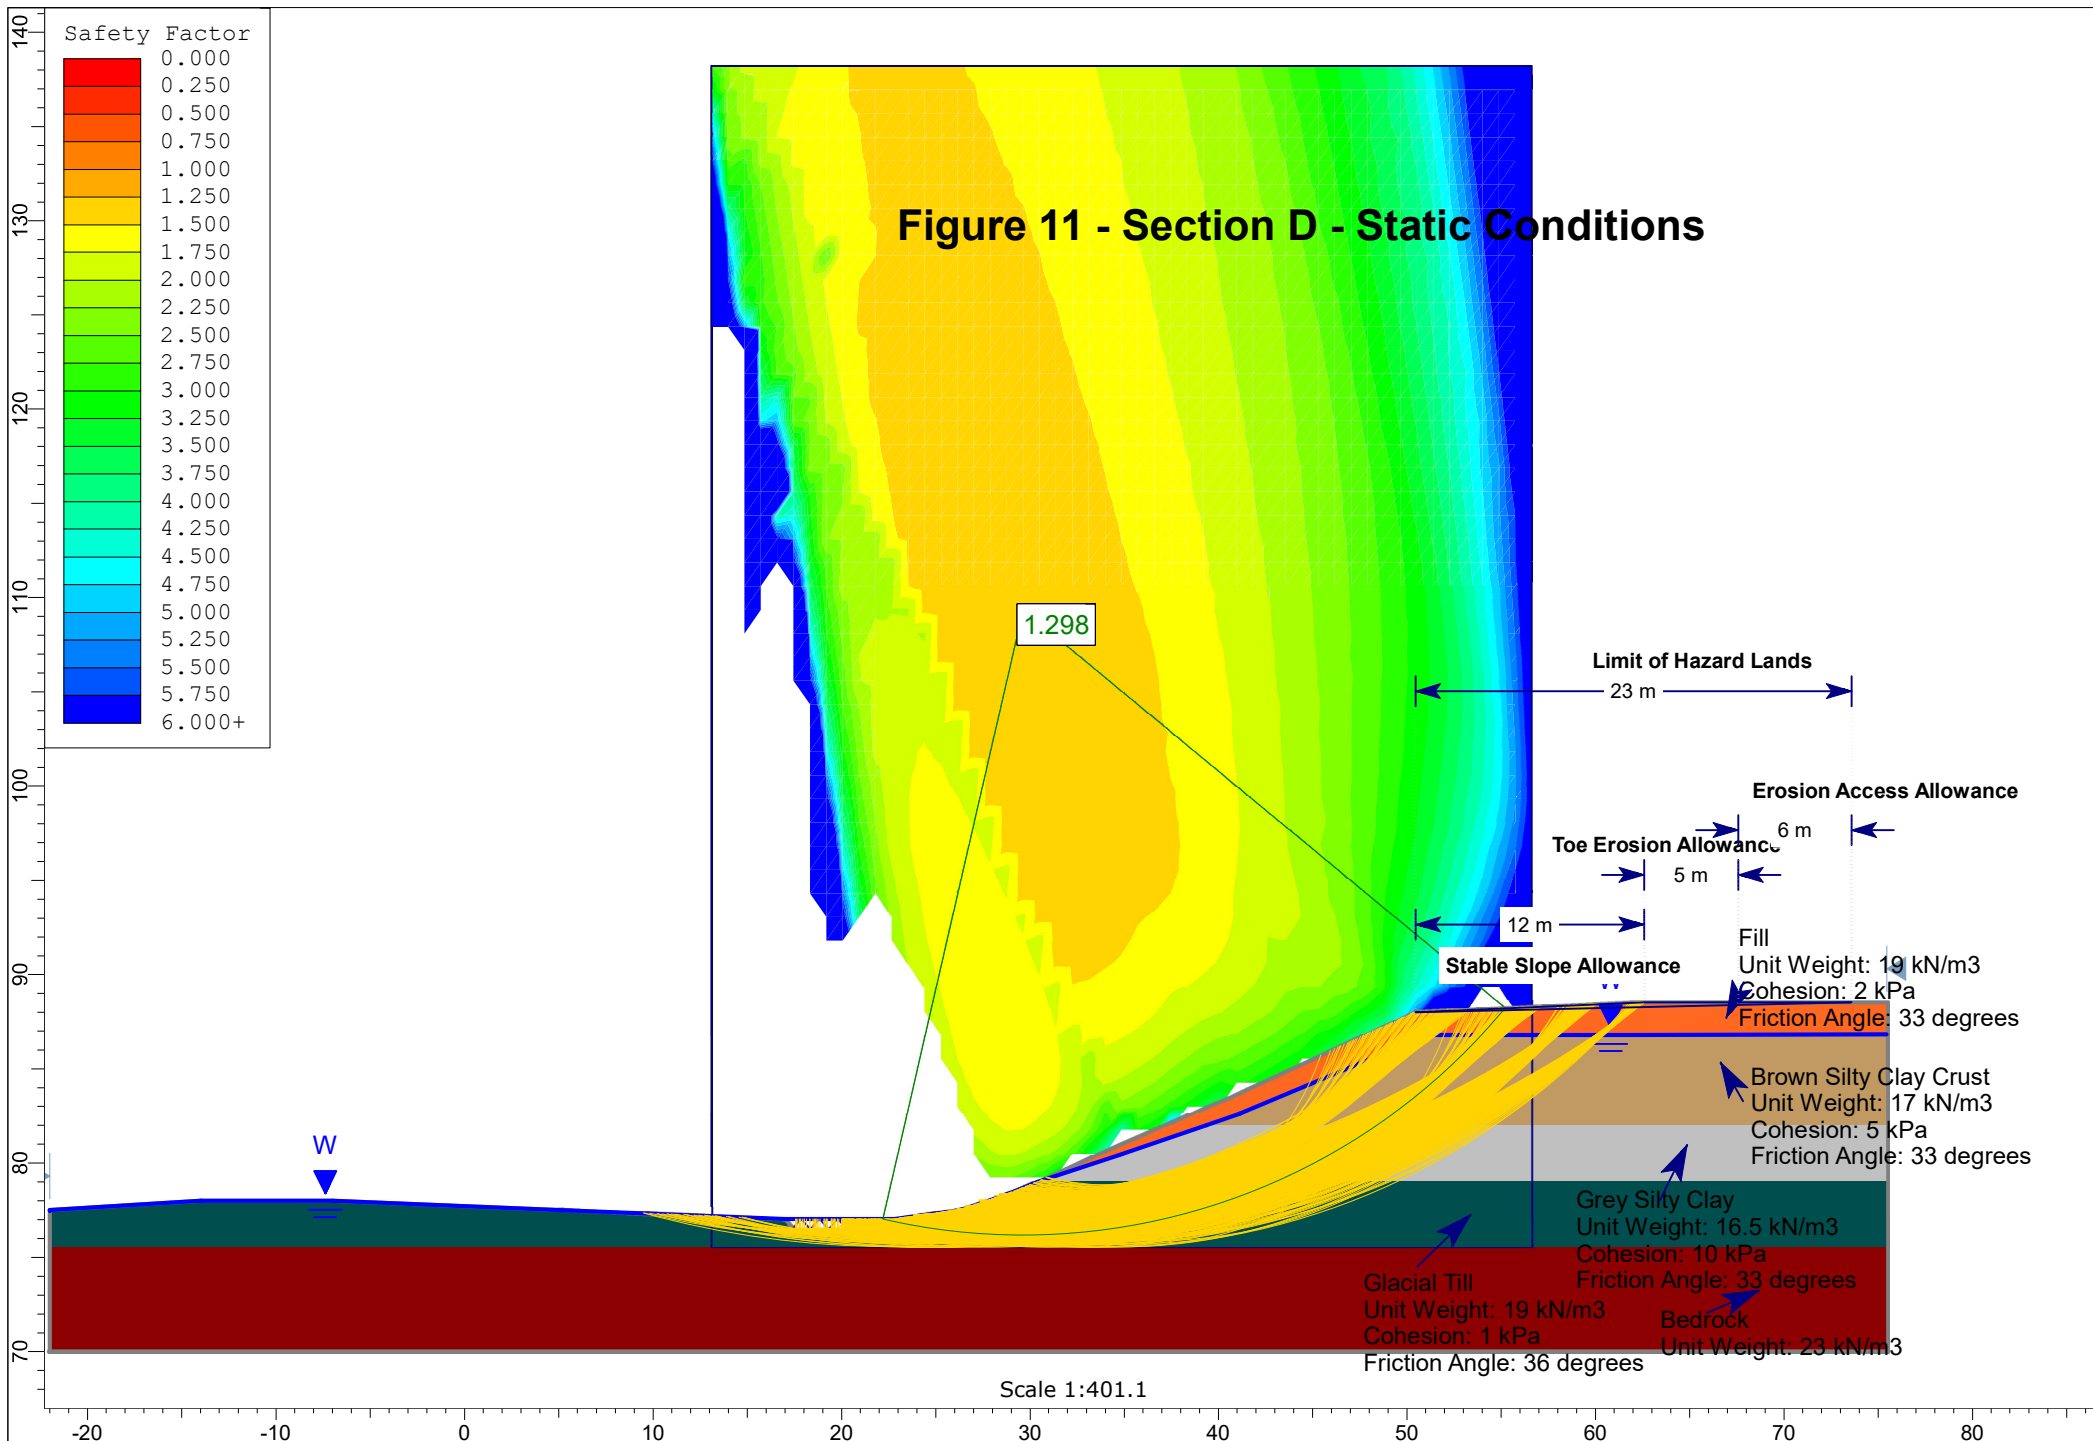 Safety Factor
0.000
0.250
0.500
0.750
1.000
1.250
1.500
1.750
2.000
2.250
2.500
2.750
3.000
3.250
3.500
3.750
4.000
4.250
4.500
4.750
5.000
5.250
5.500
5.750
6.000+
Figure 11 - Section D - Static Conditions
1.298
Limit of Hazard Lands
23 m
Erosion Access Allowance
6 m
Toe Erosion Allowance
5 m
12 m
Stable Slope Allowance
Fill
Unit Weight: 19 kN/m3
Cohesion: 2 kPa
Friction Angle: 33 degrees
W
Brown Silty Clay Crust
Unit Weight: 17 kN/m3
Cohesion: 5 kPa
Friction Angle: 33 degrees
W
Grey Silty Clay
Unit Weight: 16.5 kN/m3
Cohesion: 10 kPa
Friction Angle: 33 degrees
Glacial Till
Unit Weight: 19 kN/m3
Cohesion: 1 kPa
Friction Angle: 36 degrees
Bedrock
Unit Weight: 23 kN/m3
Scale 1:401.1
140
130
120
110
100
90
80
70
-20
-10
0
10
20
30
40
50
60
70
80